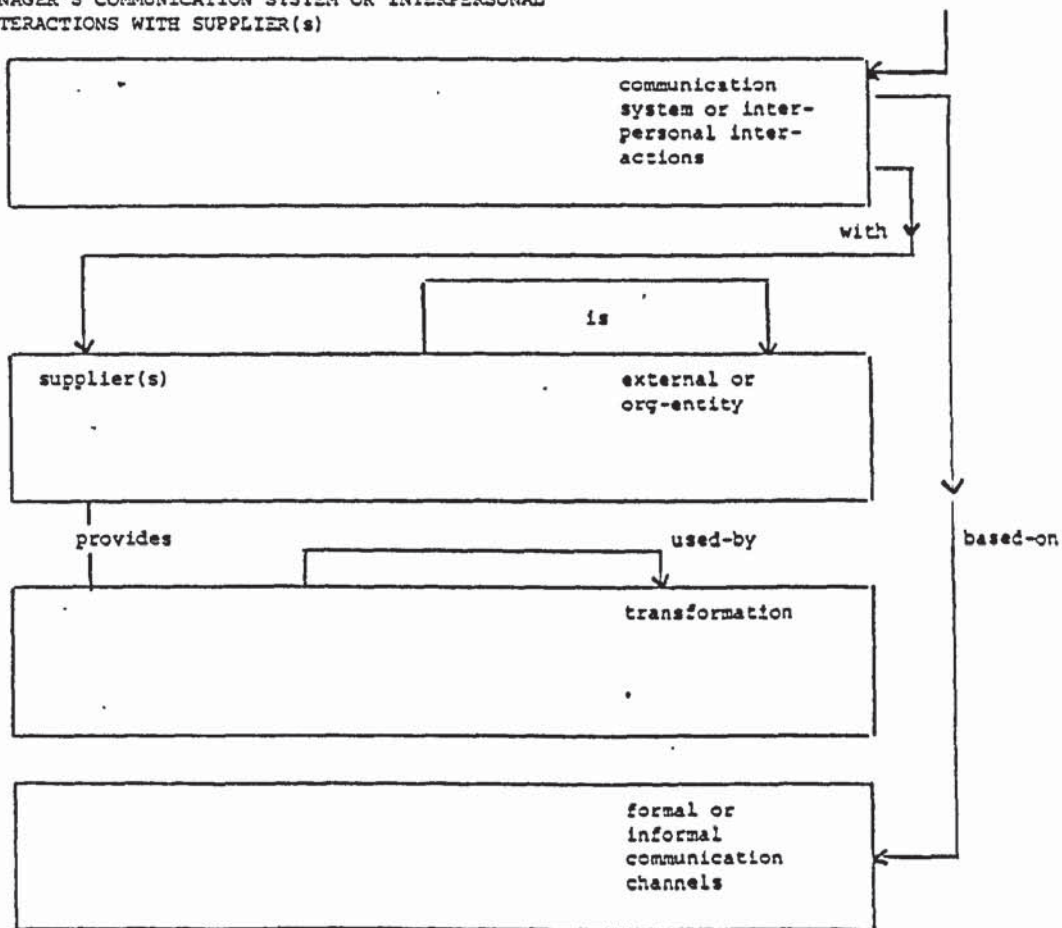 NAGER'S COMMUNICATION SYSTEM OR INTERPERSONAL
TERACTIONS WITH SUPPLIER(s)
communication
system or inter-
personal inter-
actions
with
is
supplier(s)
external or
org-entity
provides
used-by
based-on
transformation
formal or
informal
communication
channels